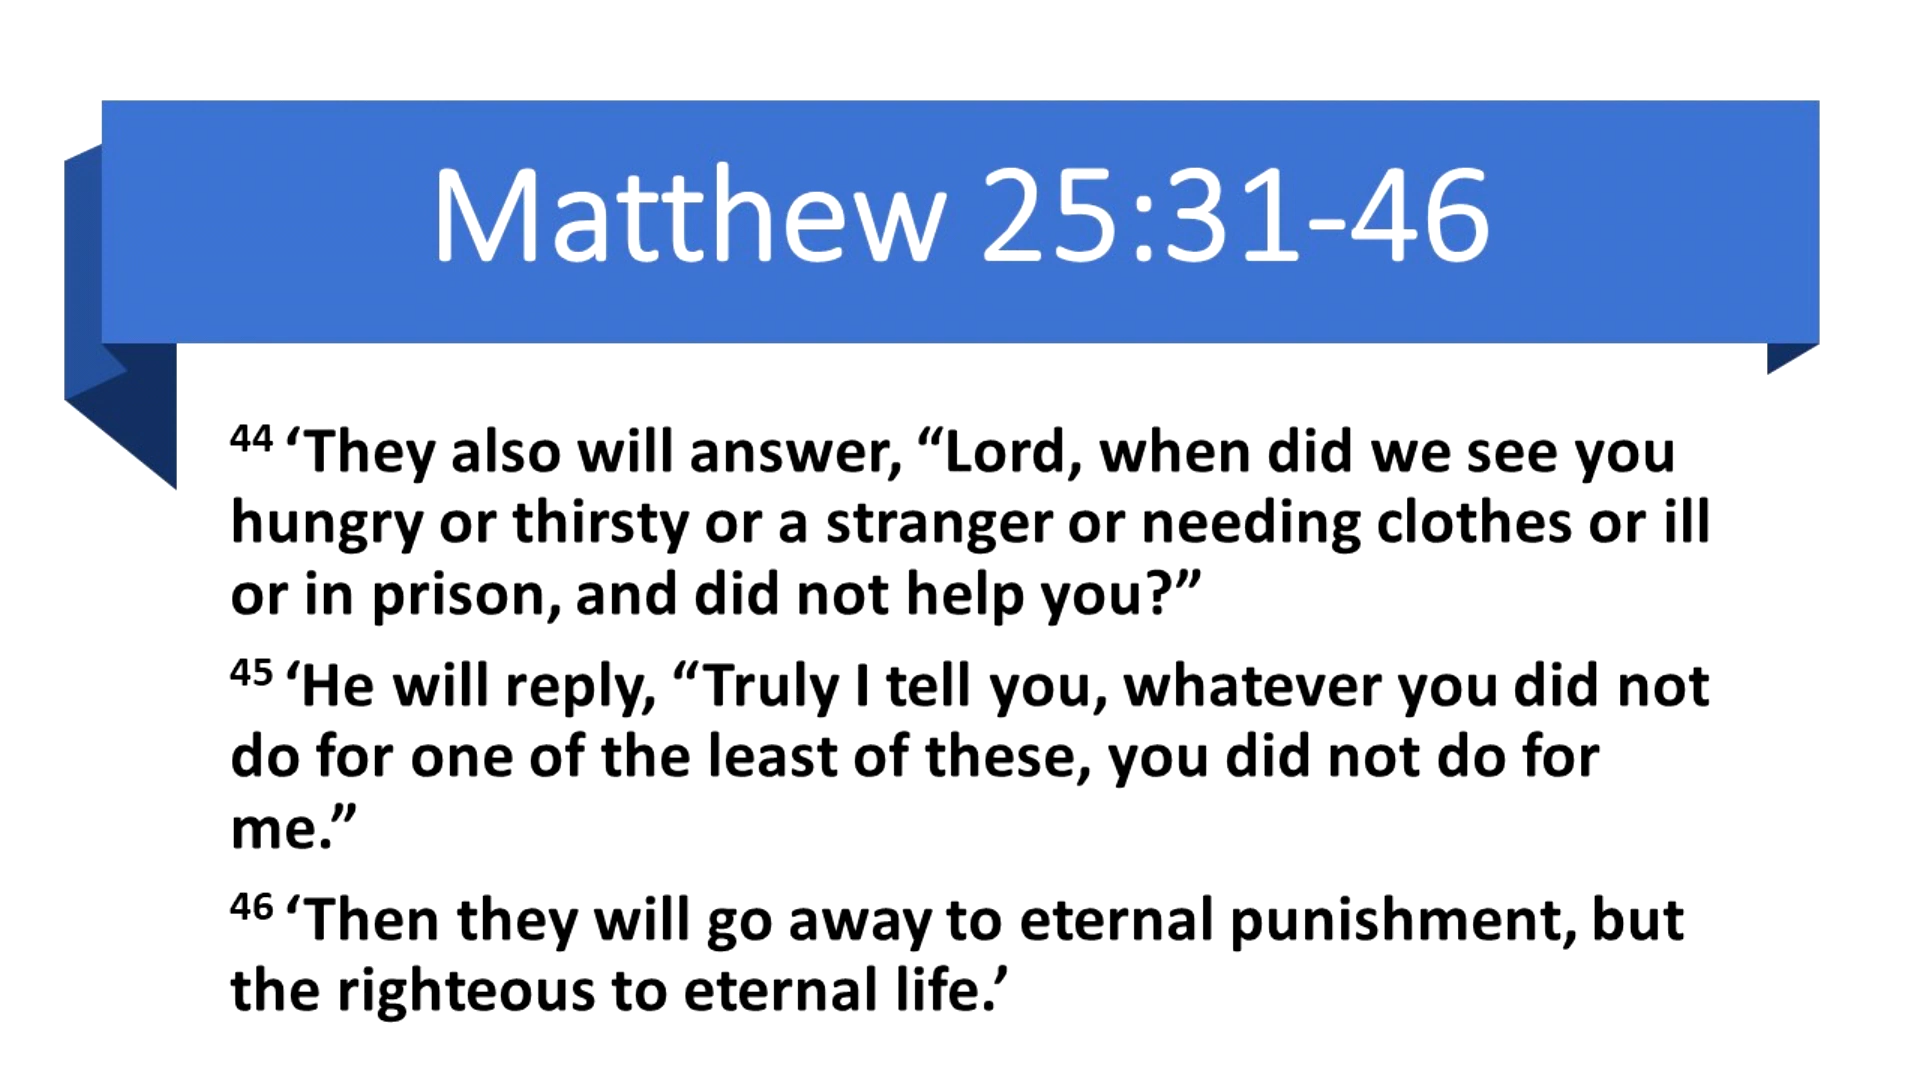 Matthew 25:31-46
44 ‘They also will answer, “Lord, when did we see you
hungry or thirsty or a stranger or needing clothes or ill
or in prison, and did not help you?”
45 ‘He will reply, “Truly I tell you, whatever you did not
do for one of the least of these, you did not do for
me.”
46 ‘Then they will go away to eternal punishment, but
the righteous to eternal life.’